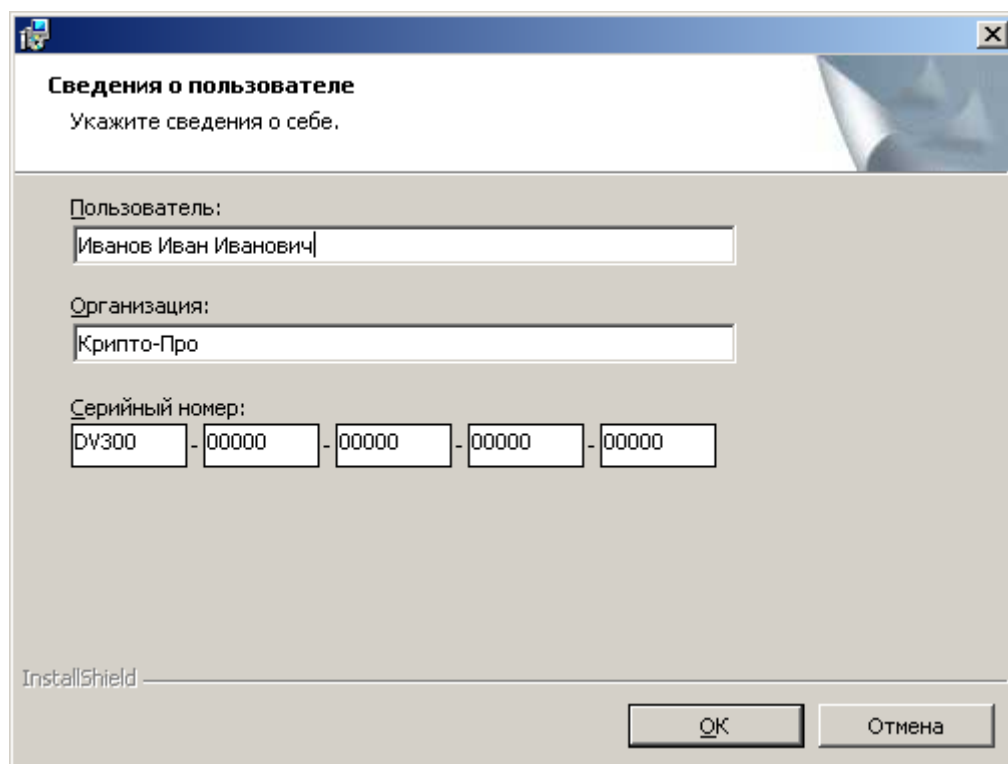 Сведения о пользователе
Укажите сведения о себе.
Пользователь:
Иванов Иван Иванович
Организация:
Крипто-Про
Серийный номер:
DV300 - 00000 - 00000 - 00000 - 00000
InstallShield
OK Отмена